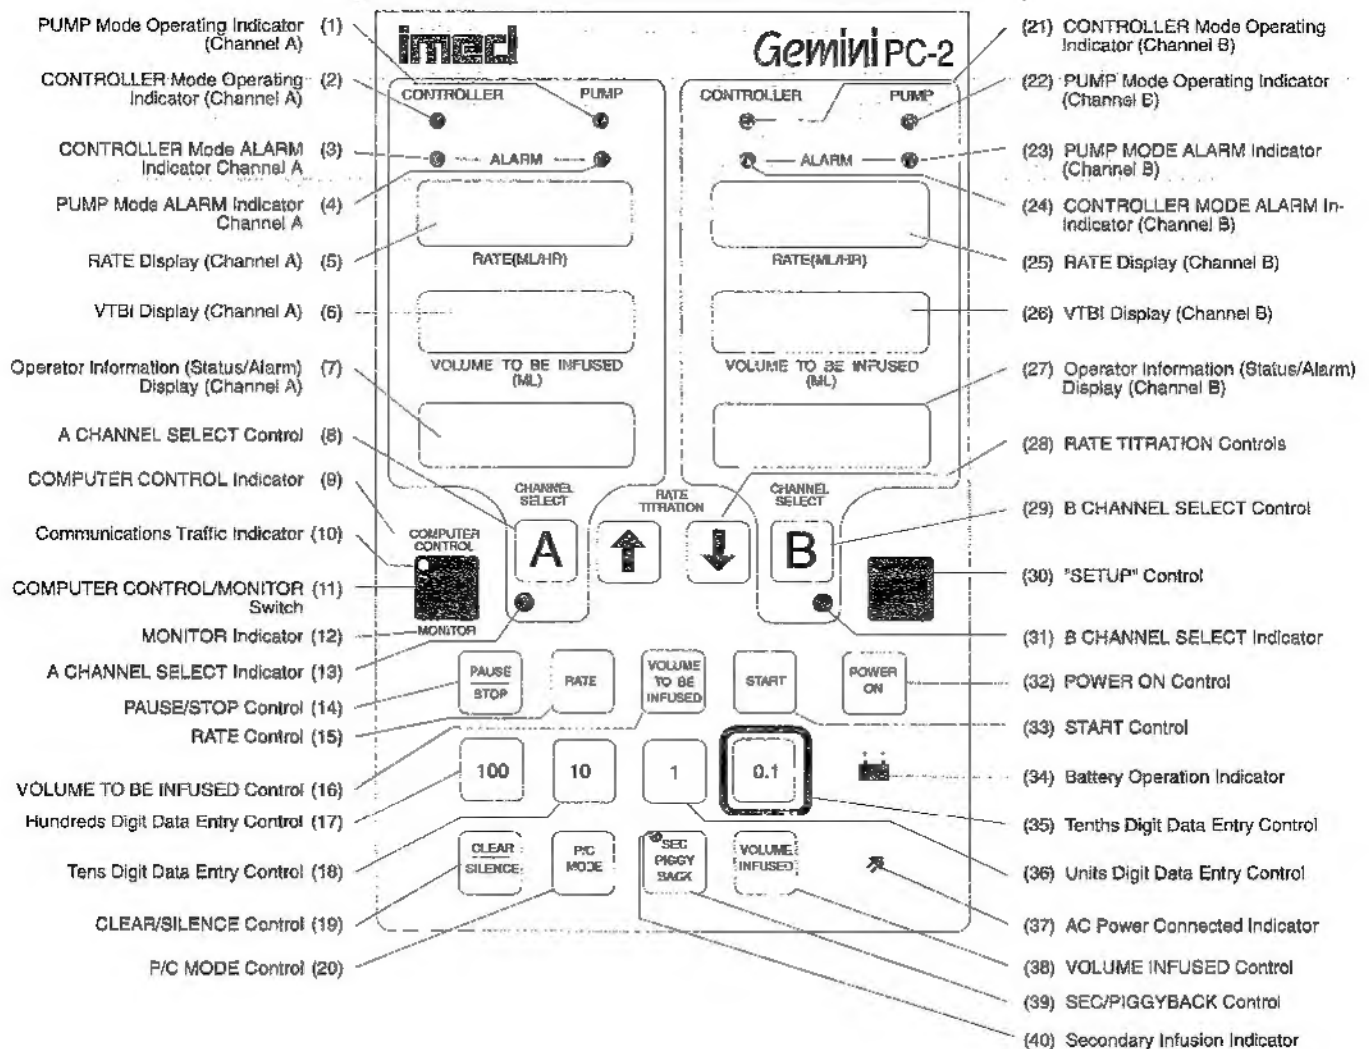 PUMP Mode Operating Indicator (1)
(Channel A)
CONTROLLER Mode Operating (2)
Indicator (Channel A)
CONTROLLER Mode ALARM (3)
Indicator Channel A
PUMP Mode ALARM Indicator (4)
Channel A
RATE Display (Channel A) (5)
VTBI Display (Channel A) (6)
Operator Information (Status/Alarm) (7)
Display (Channel A)
A CHANNEL SELECT Control (8)
COMPUTER CONTROL Indicator (9)
Communications Traffic Indicator (10)
COMPUTER CONTROL/MONITOR (11)
Switch
MONITOR Indicator (12)
A CHANNEL SELECT Indicator (13)
PAUSE/STOP Control (14)
RATE Control (15)
VOLUME TO BE INFUSED Control (16)
Hundreds Digit Data Entry Control (17)
Tens Digit Data Entry Control (18)
CLEAR/SILENCE Control (19)
P/C MODE Control (20)
imed
Gemini PC-2
CONTROLLER PUMP
ALARM
RATE(ML/HR)
VOLUME TO BE INFUSED
(ML)
CONTROLLER PUMP
ALARM
RATE(ML/HR)
VOLUME TO BE INFUSED
(ML)
CHANNEL
SELECT
A
RATE
TITRATION
CHANNEL
SELECT
B
COMPUTER
CONTROL
MONITOR
PAUSE
STOP
RATE
VOLUME
TO BE
INFUSED
START
POWER
ON
100
10
1
0.1
CLEAR
SILENCE
P/C
MODE
SEC
PIGGY
BACK
VOLUME
INFUSED
(21) CONTROLLER Mode Operating
Indicator (Channel B)
(22) PUMP Mode Operating Indicator
(Channel B)
(23) PUMP MODE ALARM Indicator
(Channel B)
(24) CONTROLLER MODE ALARM In-
Indicator (Channel B)
(25) RATE Display (Channel B)
(26) VTBI Display (Channel B)
(27) Operator Information (Status/Alarm)
Display (Channel B)
(28) RATE TITRATION Controls
(29) B CHANNEL SELECT Control
(30) "SETUP" Control
(31) B CHANNEL SELECT Indicator
(32) POWER ON Control
(33) START Control
(34) Battery Operation Indicator
(35) Tenths Digit Data Entry Control
(36) Units Digit Data Entry Control
(37) AC Power Connected Indicator
(38) VOLUME INFUSED Control
(39) SEC/PIGGYBACK Control
(40) Secondary Infusion Indicator